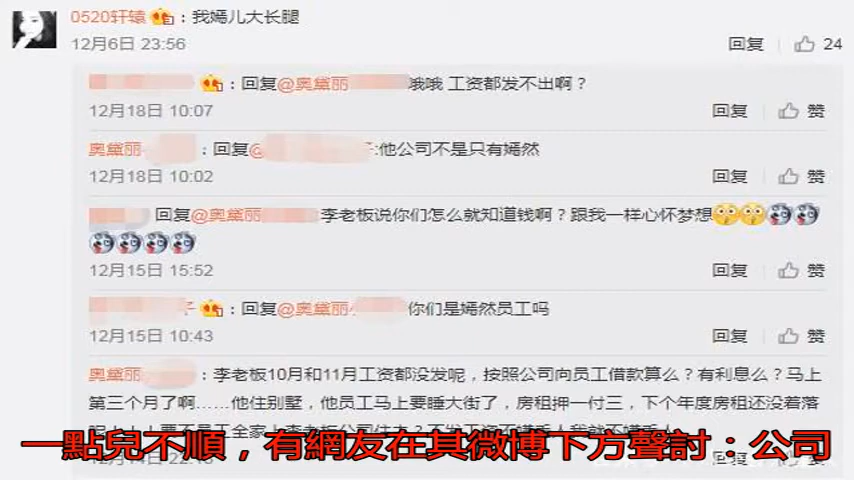 0520轩辕：我嫣儿大长腿
12月6日 23:56 回复 24
：回复@奥黛丽 哦哦 工资都发不出啊？
12月18日 10:07 回复 赞
奥黛丽 ：回复@ :他公司不是只有嫣然
12月18日 10:02 回复 赞
回复@奥黛丽 李老板说你们怎么就知道钱啊？跟我一样心怀梦想
12月15日 15:52 回复 赞
子 ：回复@奥黛丽 你们是嫣然员工吗
12月15日 10:43 回复 赞
奥黛丽 ：李老板10月和11月工资都没发呢，按照公司向员工借款算么？有利息么？马上
第三个月了啊……他住别墅，他员工马上要睡大街了，房租押一付三，下个年度房租还没着落
一點兒不順，有網友在其微博下方聲討：公司